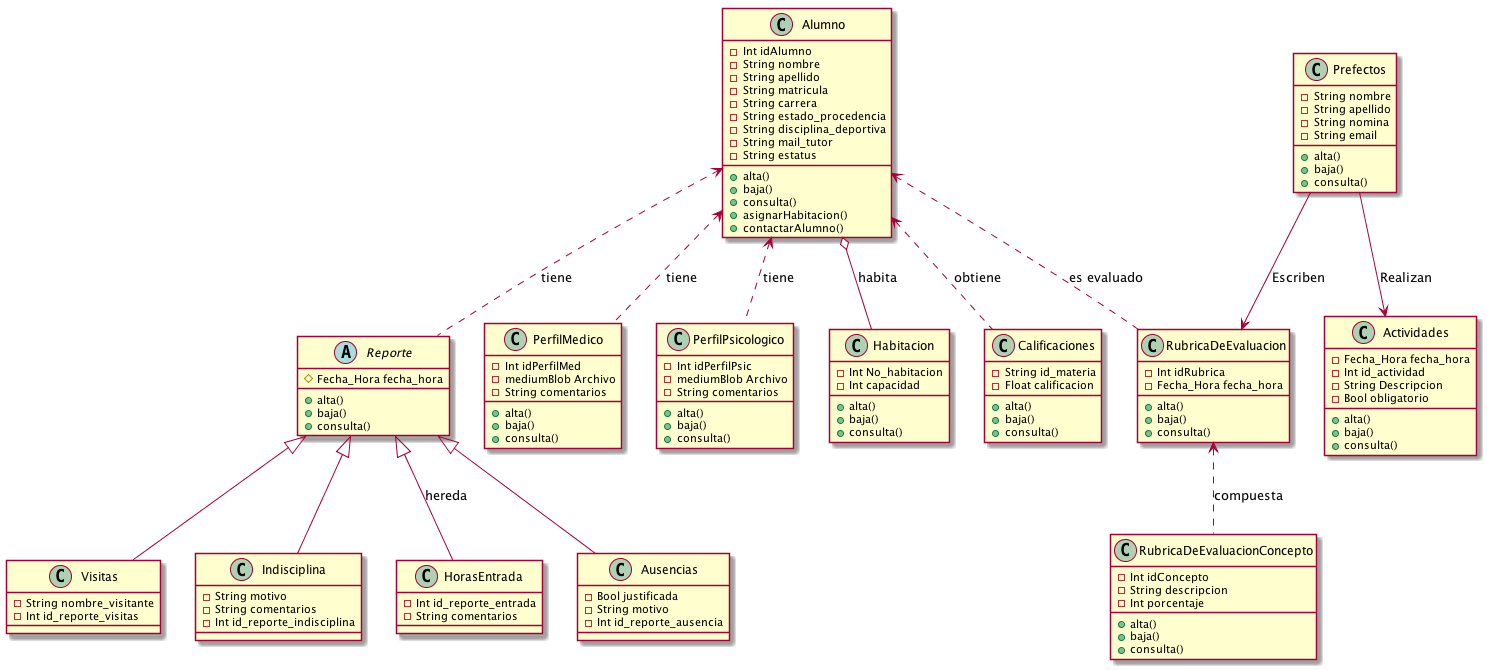 C Alumno
Int idAlumno
String nombre
String apellido
String matricula
String carrera
String estado_procedencia
String disciplina_deportiva
String mail_tutor
String estatus
alta()
baja()
consulta()
asignarHabitacion()
contactarAlumno()
C Prefectos
String nombre
String apellido
String nomina
String email
alta()
baja()
consulta()
tiene
tiene
tiene
habita
obtiene
es evaluado
Escriben
Realizan
A Reporte
Fecha_Hora fecha_hora
alta()
baja()
consulta()
C PerfilMedico
Int idPerfilMed
mediumBlob Archivo
String comentarios
alta()
baja()
consulta()
C PerfilPsicologico
Int idPerfilPsic
mediumBlob Archivo
String comentarios
alta()
baja()
consulta()
C Habitacion
Int No_habitacion
Int capacidad
alta()
baja()
consulta()
C Calificaciones
String id_materia
Float calificacion
alta()
baja()
consulta()
C RubricaDeEvaluacion
Int idRubrica
Fecha_Hora fecha_hora
alta()
baja()
consulta()
C Actividades
Fecha_Hora fecha_hora
Int id_actividad
String Descripcion
Bool obligatorio
alta()
baja()
consulta()
hereda
compuesta
C Visitas
String nombre_visitante
Int id_reporte_visitas
C Indisciplina
String motivo
String comentarios
Int id_reporte_indisciplina
C HorasEntrada
Int id_reporte_entrada
String comentarios
C Ausencias
Bool justificada
String motivo
Int id_reporte_ausencia
C RubricaDeEvaluacionConcepto
Int idConcepto
String descripcion
Int porcentaje
alta()
baja()
consulta()